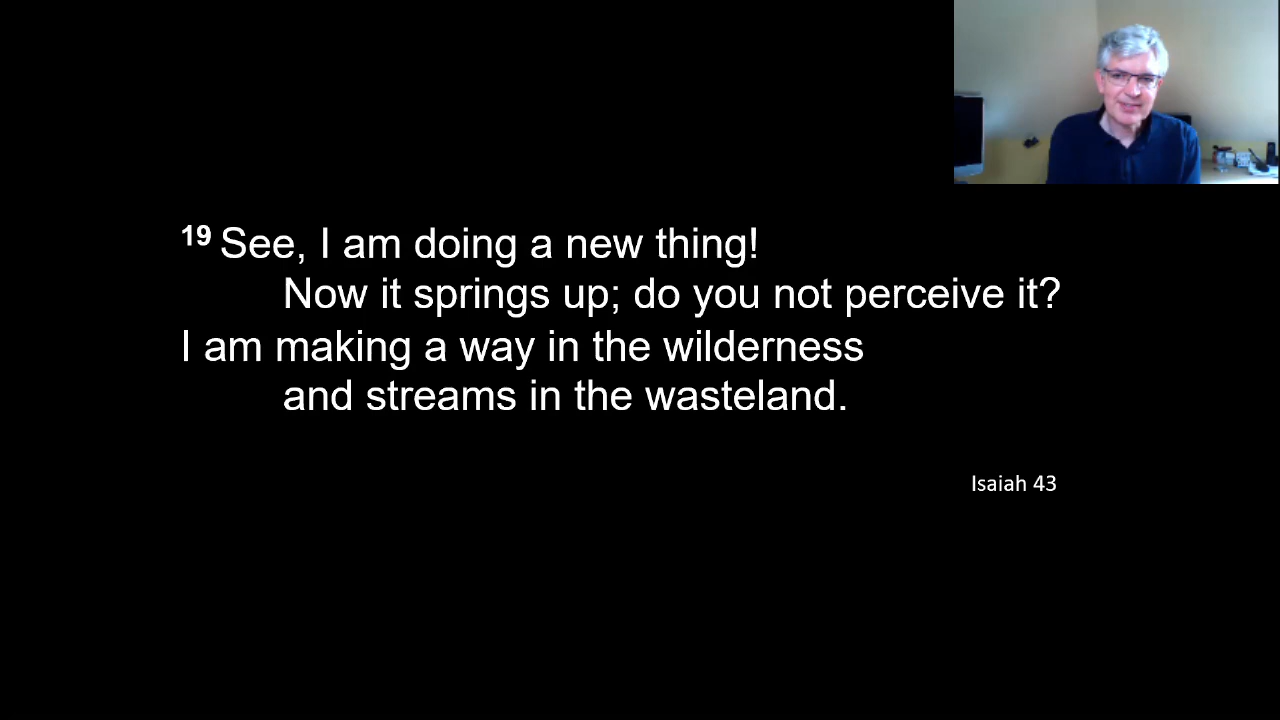 19 See, I am doing a new thing!
Now it springs up; do you not perceive it?
I am making a way in the wilderness
and streams in the wasteland.
Isaiah 43